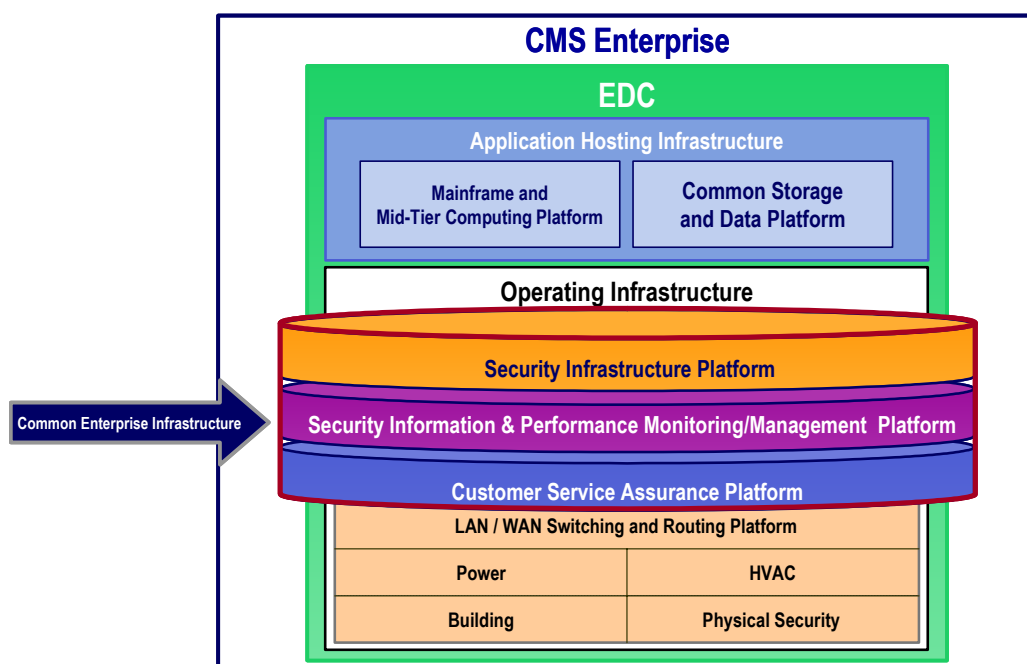 CMS Enterprise
EDC
Application Hosting Infrastructure
Mainframe and
Mid-Tier Computing Platform
Common Storage
and Data Platform
Operating Infrastructure
Security Infrastructure Platform
Common Enterprise Infrastructure
Security Information & Performance Monitoring/Management Platform
Customer Service Assurance Platform
LAN / WAN Switching and Routing Platform
Power
HVAC
Building
Physical Security